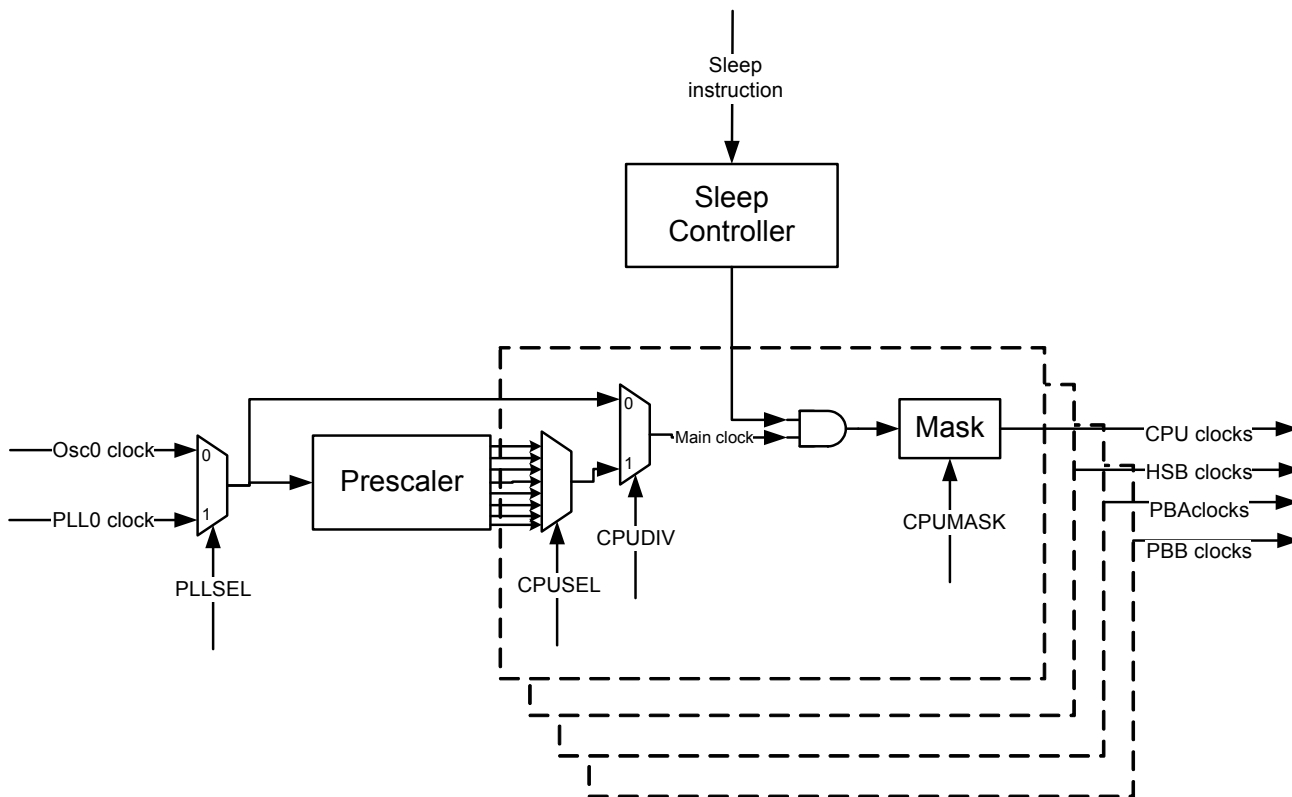 Sleep
instruction
Sleep
Controller
0
Osc0 clock
0
Main clock
Mask
CPU clocks
1
Prescaler
HSB clocks
PLL0 clock
1
CPUDIV
CPUMASK
PBAclocks
PBB clocks
PLLSEL
CPUSEL